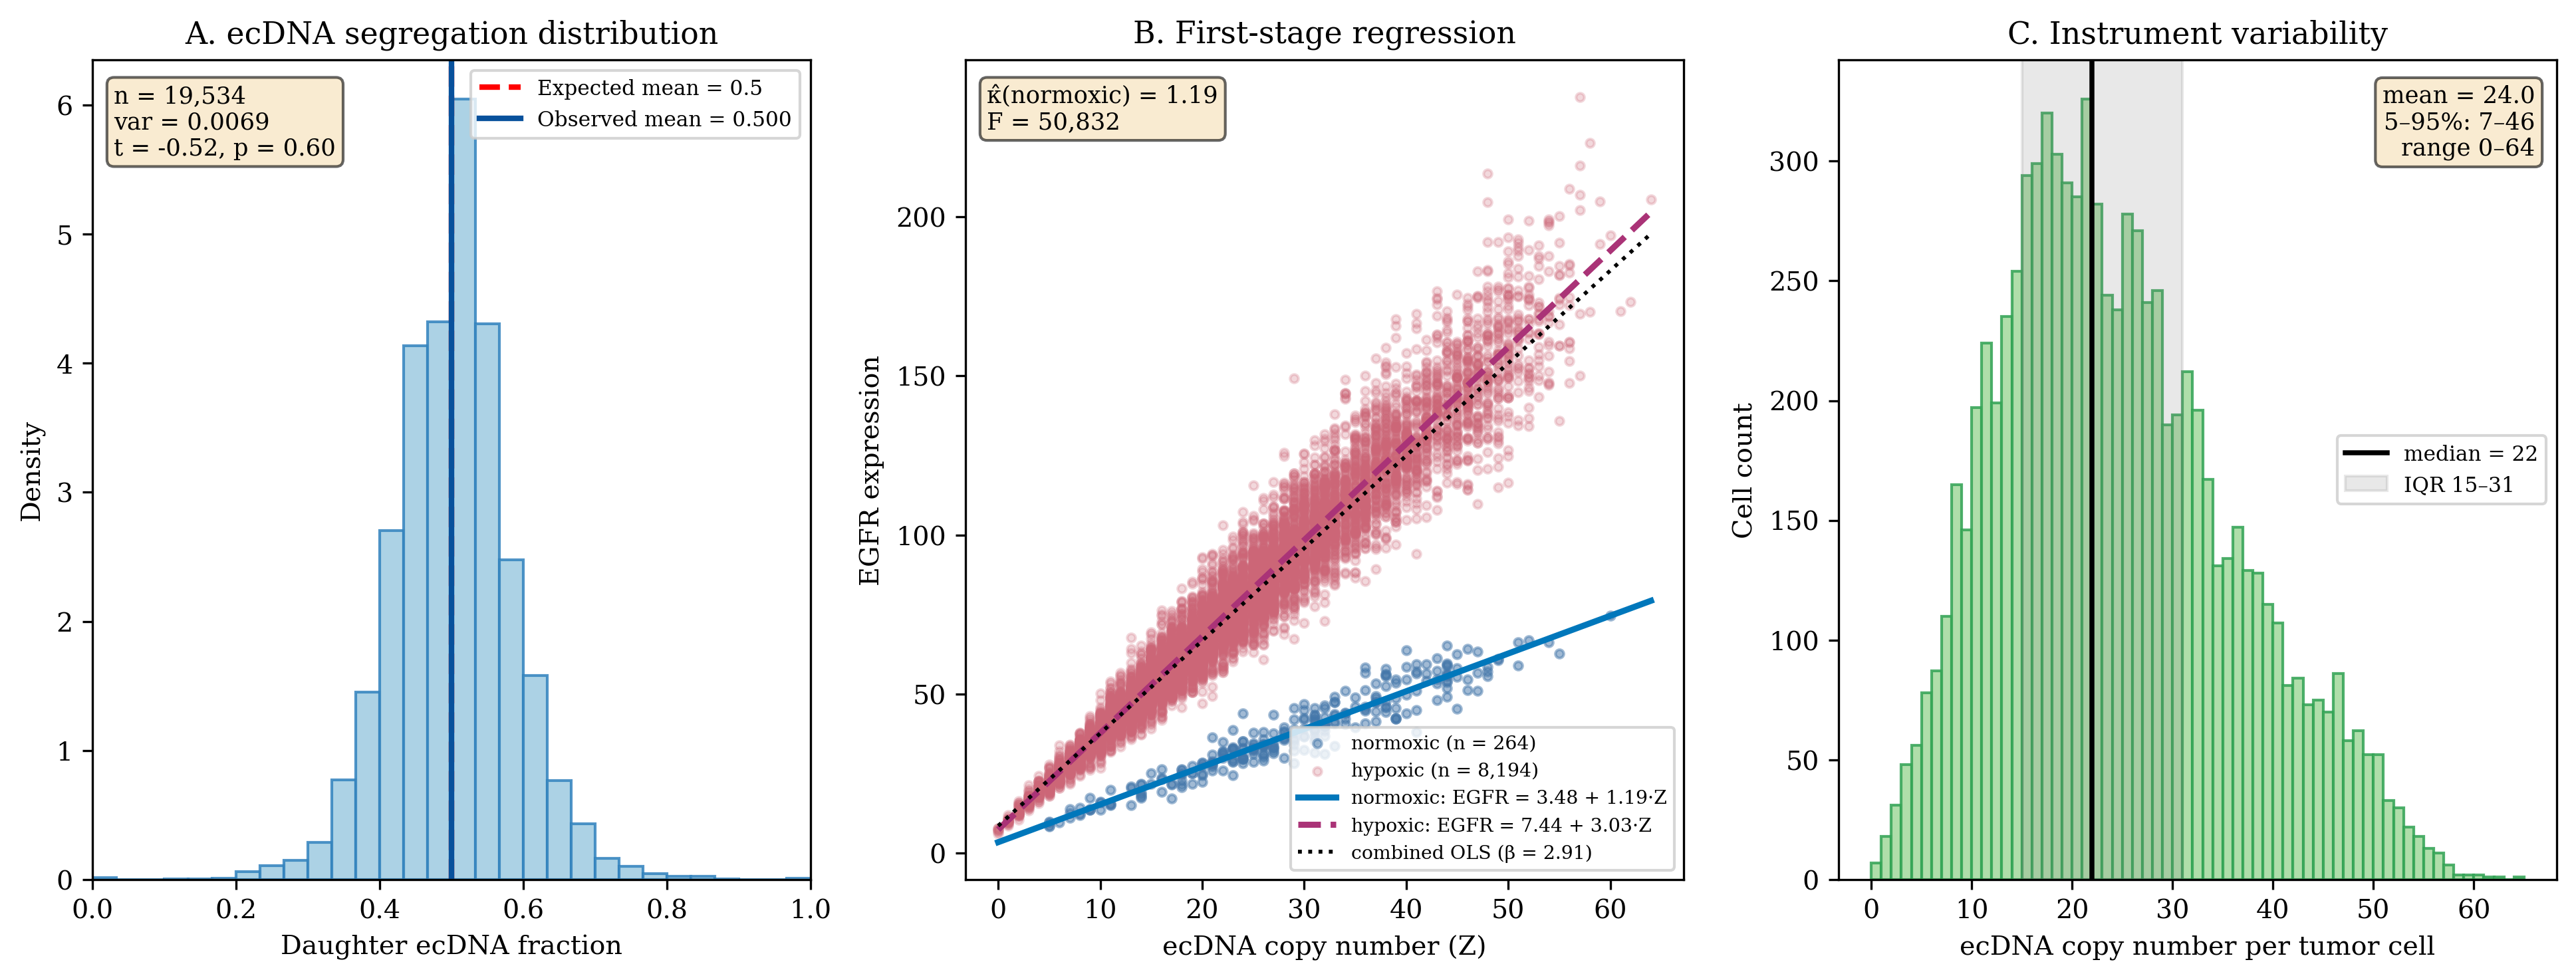 A. ecDNA segregation distribution
n = 19,534
var = 0.0069
t = -0.52, p = 0.60
Expected mean = 0.5
Observed mean = 0.500
Density
0
1
2
3
4
5
6
0.0
0.2
0.4
0.6
0.8
1.0
Daughter ecDNA fraction
B. First-stage regression
κ̂(normoxic) = 1.19
F = 50,832
EGFR expression
0
50
100
150
200
normoxic (n = 264)
hypoxic (n = 8,194)
normoxic: EGFR = 3.48 + 1.19·Z
hypoxic: EGFR = 7.44 + 3.03·Z
combined OLS (β = 2.91)
0
10
20
30
40
50
60
ecDNA copy number (Z)
C. Instrument variability
mean = 24.0
5–95%: 7–46
range 0–64
Cell count
0
50
100
150
200
250
300
median = 22
IQR 15–31
0
10
20
30
40
50
60
ecDNA copy number per tumor cell